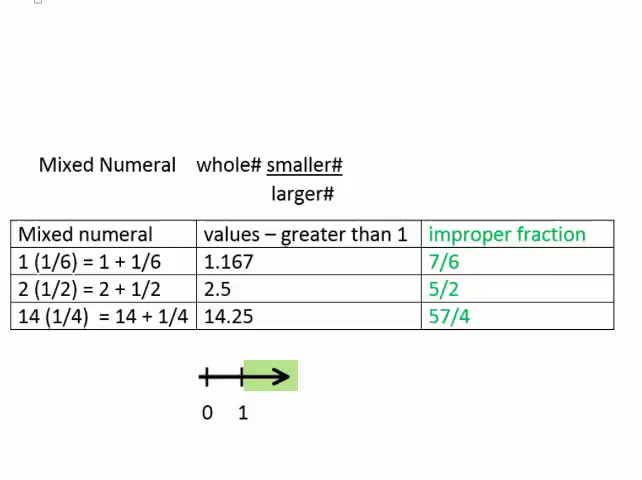 Mixed Numeral whole# smaller#
larger#
Mixed numeral values – greater than 1 improper fraction
1 (1/6) = 1 + 1/6 1.167 7/6
2 (1/2) = 2 + 1/2 2.5 5/2
14 (1/4) = 14 + 1/4 14.25 57/4
0 1